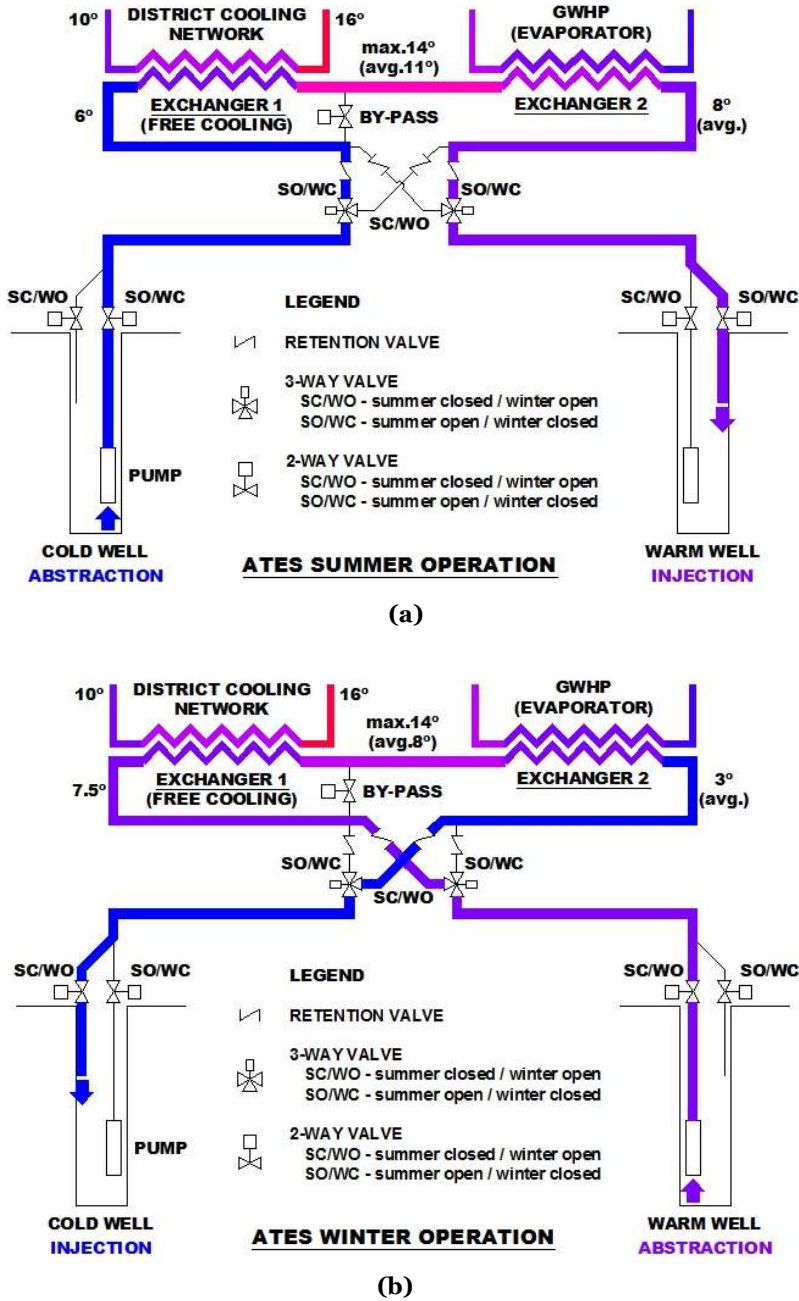 10º
DISTRICT COOLING
NETWORK
16º
max.14º
(avg.11º)
GWHP
(EVAPORATOR)
6º
EXCHANGER 1
(FREE COOLING)
BY-PASS
EXCHANGER 2
8º
(avg.)
SO/WC
SO/WC
SC/WO
SC/WO
SO/WC
SC/WO
SO/WC
LEGEND
RETENTION VALVE
3-WAY VALVE
SC/WO - summer closed / winter open
SO/WC - summer open / winter closed
2-WAY VALVE
SC/WO - summer closed / winter open
SO/WC - summer open / winter closed
PUMP
COLD WELL
ABSTRACTION
ATES SUMMER OPERATION
WARM WELL
INJECTION
(a)
10º
DISTRICT COOLING
NETWORK
16º
max.14º
(avg.8º)
GWHP
(EVAPORATOR)
7.5º
EXCHANGER 1
(FREE COOLING)
BY-PASS
EXCHANGER 2
3º
(avg.)
SO/WC
SO/WC
SC/WO
SC/WO
SO/WC
SC/WO
SO/WC
LEGEND
RETENTION VALVE
3-WAY VALVE
SC/WO - summer closed / winter open
SO/WC - summer open / winter closed
2-WAY VALVE
SC/WO - summer closed / winter open
SO/WC - summer open / winter closed
PUMP
COLD WELL
INJECTION
ATES WINTER OPERATION
WARM WELL
ABSTRACTION
(b)